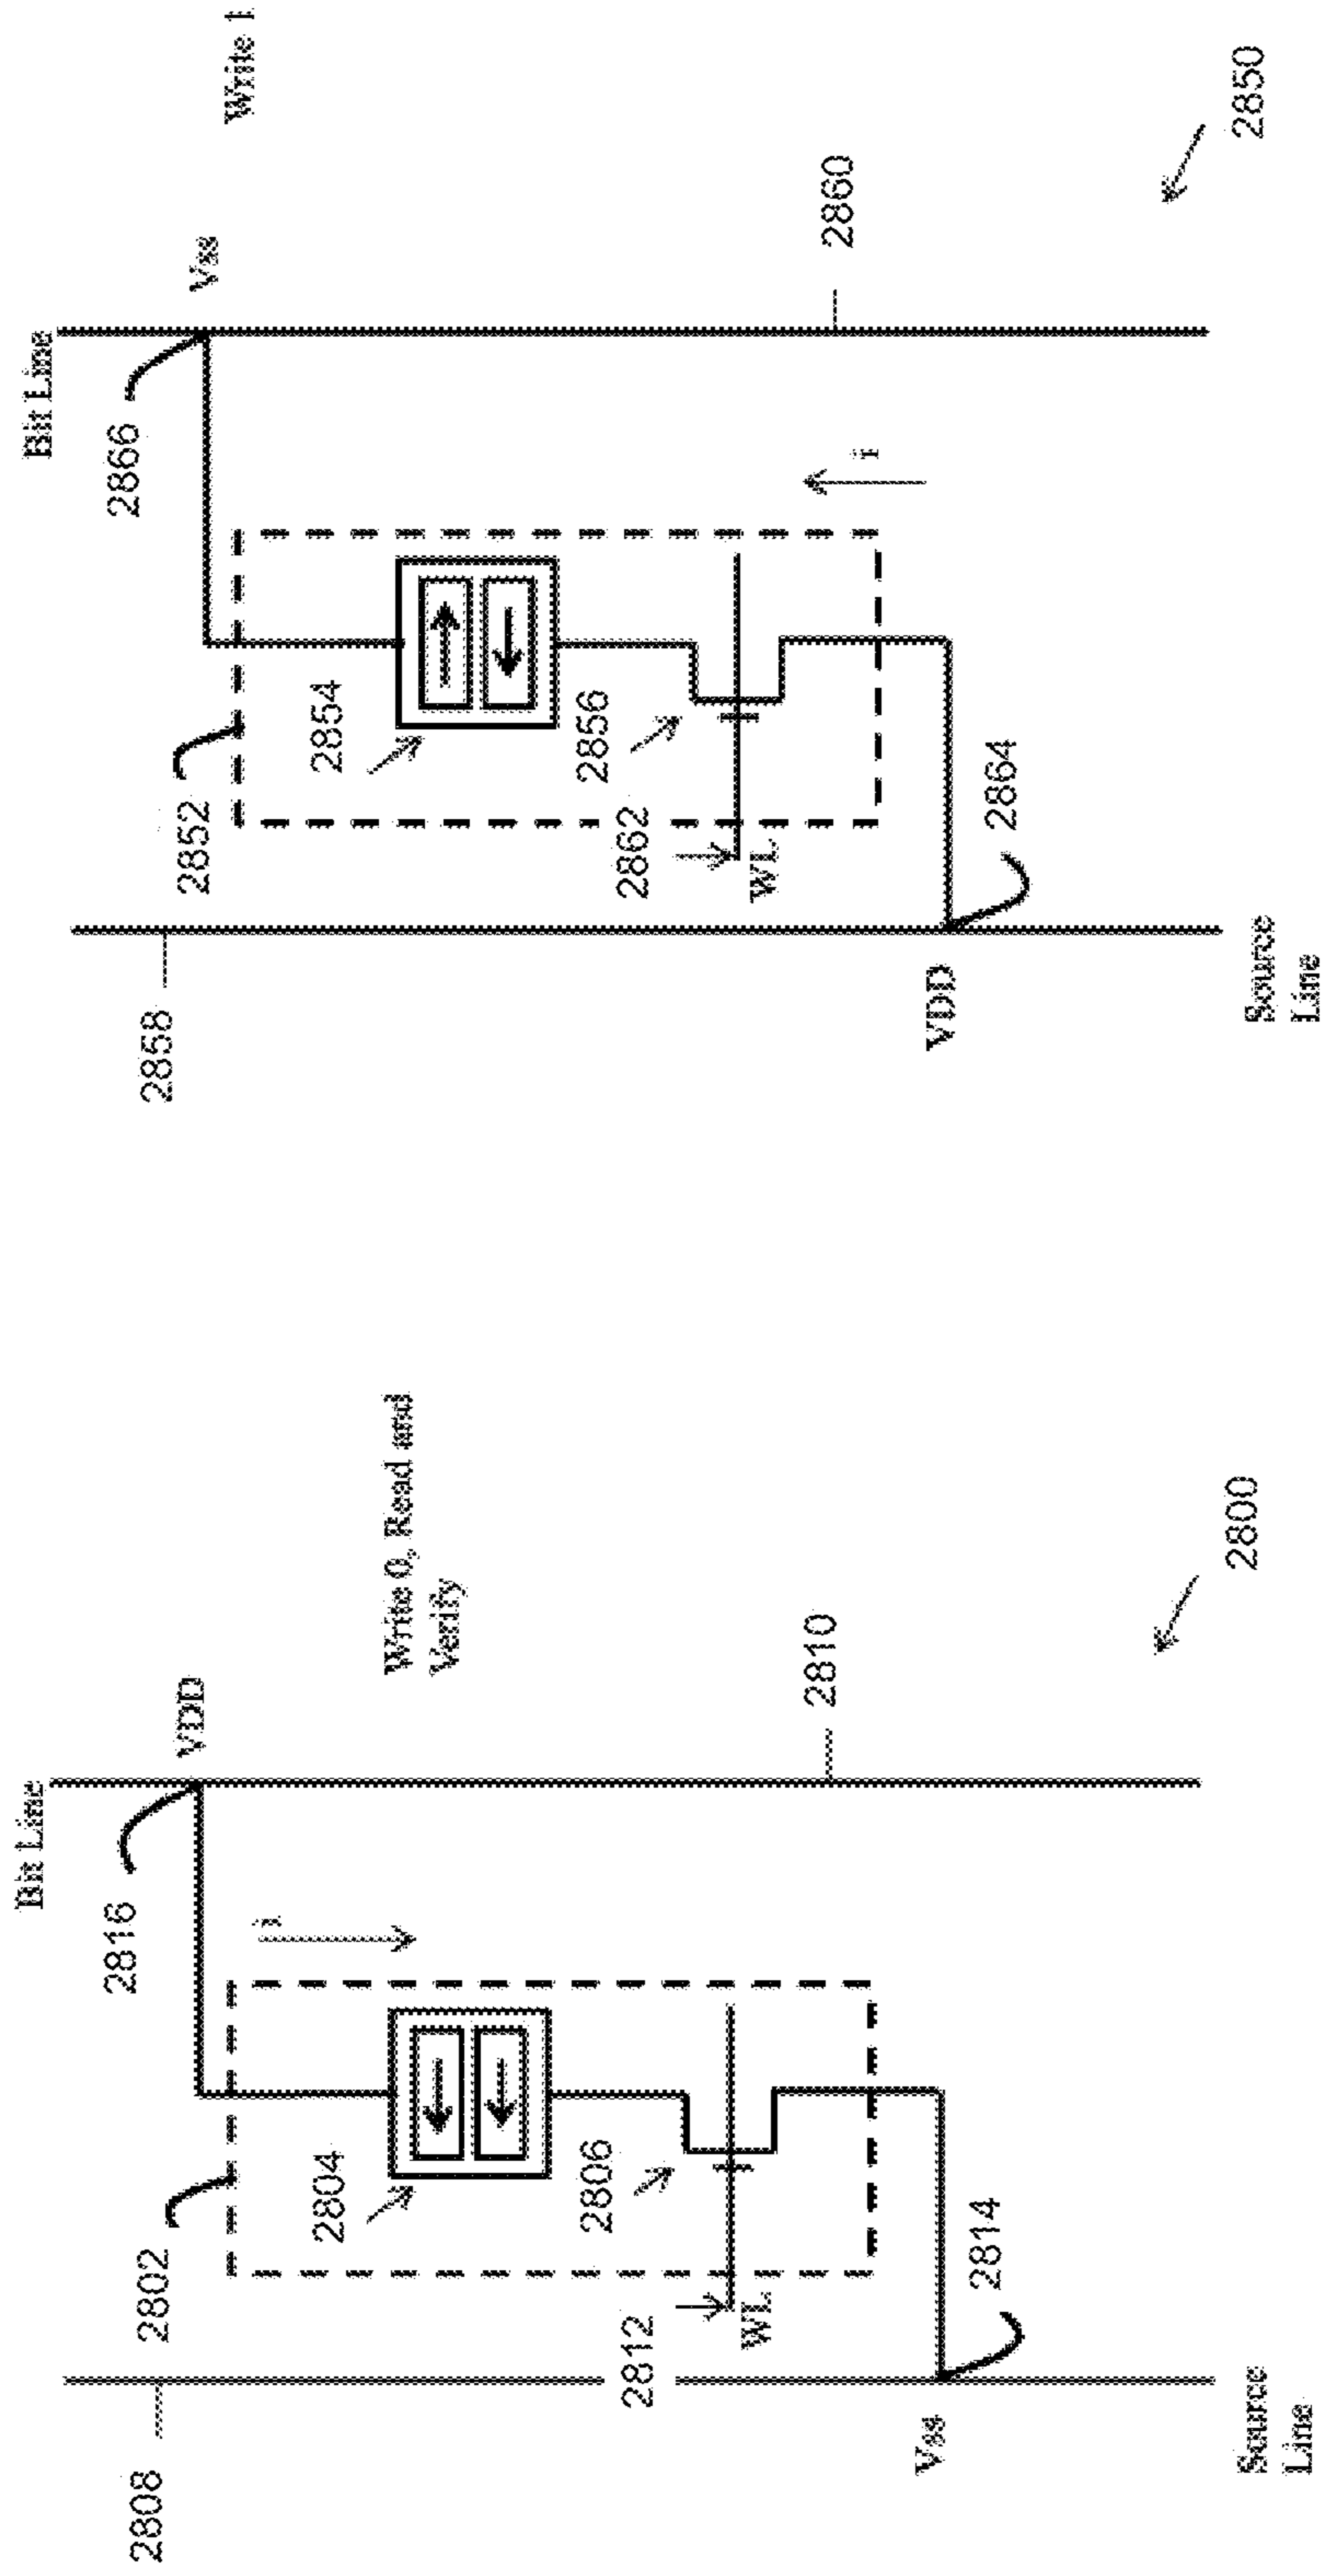 Bit Line
2816
VDD
2802
i
Write 0, Read and
Verify
2808
2804
2806
2812
WL
2810
Vss
2814
Source
Line
2800
Bit Line
2866
Vss
Write 1
2852
2858
2854
2856
2862
WL
i
2860
VDD
2864
Source
Line
2850